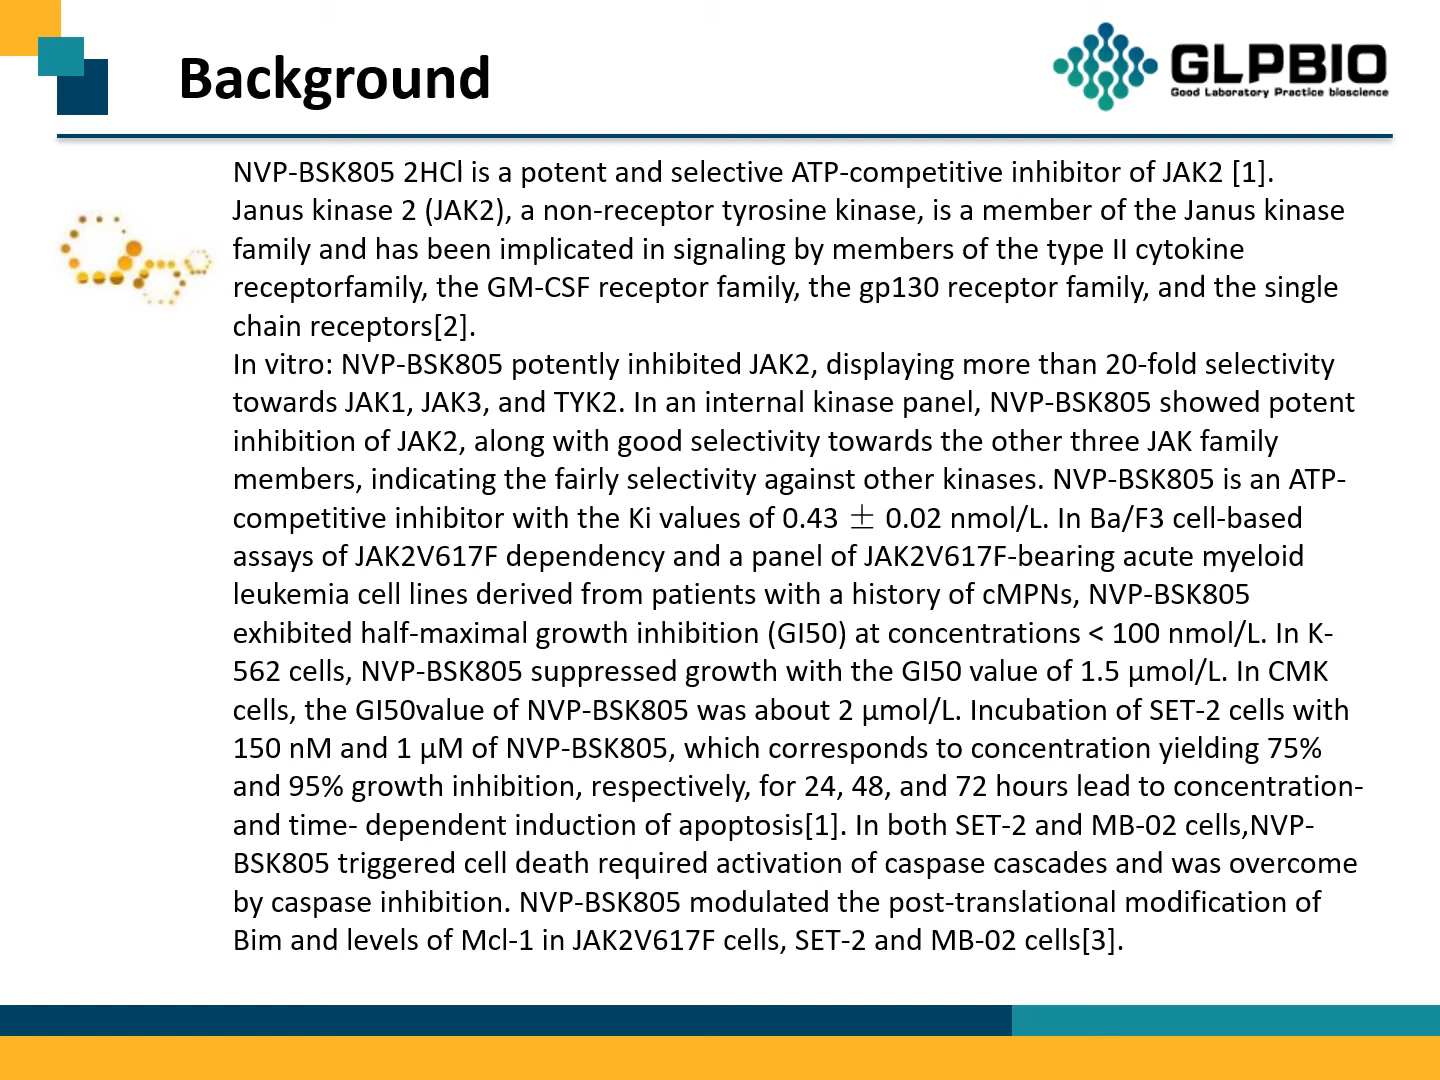 Background
GLPBIO
Good Laboratory Practice bioscience
NVP-BSK805 2HCl is a potent and selective ATP-competitive inhibitor of JAK2 [1].
Janus kinase 2 (JAK2), a non-receptor tyrosine kinase, is a member of the Janus kinase
family and has been implicated in signaling by members of the type II cytokine
receptorfamily, the GM-CSF receptor family, the gp130 receptor family, and the single
chain receptors[2].
In vitro: NVP-BSK805 potently inhibited JAK2, displaying more than 20-fold selectivity
towards JAK1, JAK3, and TYK2. In an internal kinase panel, NVP-BSK805 showed potent
inhibition of JAK2, along with good selectivity towards the other three JAK family
members, indicating the fairly selectivity against other kinases. NVP-BSK805 is an ATP-
competitive inhibitor with the Ki values of 0.43 ± 0.02 nmol/L. In Ba/F3 cell-based
assays of JAK2V617F dependency and a panel of JAK2V617F-bearing acute myeloid
leukemia cell lines derived from patients with a history of cMPNs, NVP-BSK805
exhibited half-maximal growth inhibition (GI50) at concentrations < 100 nmol/L. In K-
562 cells, NVP-BSK805 suppressed growth with the GI50 value of 1.5 μmol/L. In CMK
cells, the GI50value of NVP-BSK805 was about 2 μmol/L. Incubation of SET-2 cells with
150 nM and 1 μM of NVP-BSK805, which corresponds to concentration yielding 75%
and 95% growth inhibition, respectively, for 24, 48, and 72 hours lead to concentration-
and time- dependent induction of apoptosis[1]. In both SET-2 and MB-02 cells,NVP-
BSK805 triggered cell death required activation of caspase cascades and was overcome
by caspase inhibition. NVP-BSK805 modulated the post-translational modification of
Bim and levels of Mcl-1 in JAK2V617F cells, SET-2 and MB-02 cells[3].